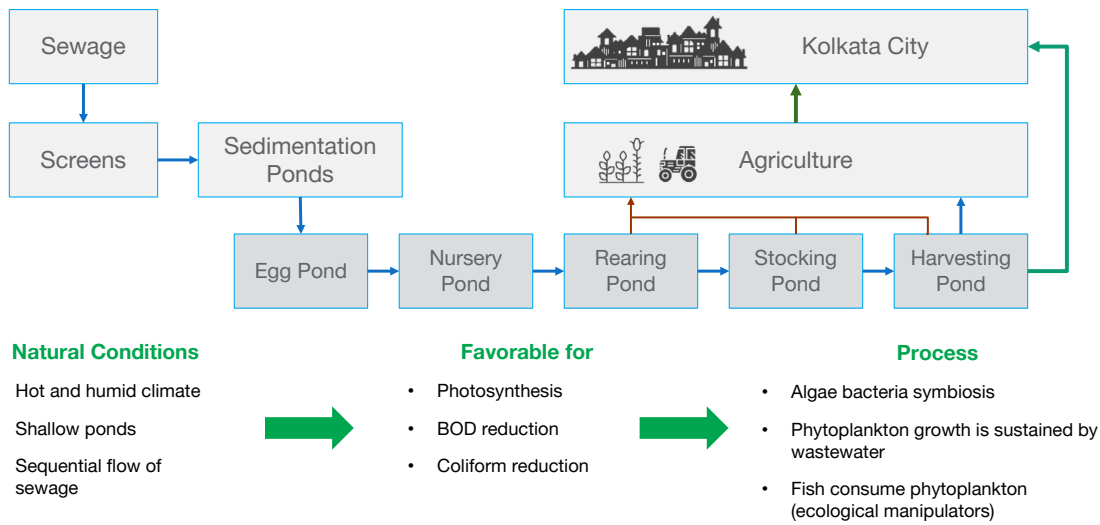 Sewage
Kolkata City
Screens
Sedimentation
Ponds
Agriculture
Egg Pond
Nursery
Pond
Rearing
Pond
Stocking
Pond
Harvesting
Pond
Natural Conditions
Hot and humid climate
Shallow ponds
Sequential flow of
sewage
Favorable for
• Photosynthesis
• BOD reduction
• Coliform reduction
Process
• Algae bacteria symbiosis
• Phytoplankton growth is sustained by
wastewater
• Fish consume phytoplankton
(ecological manipulators)